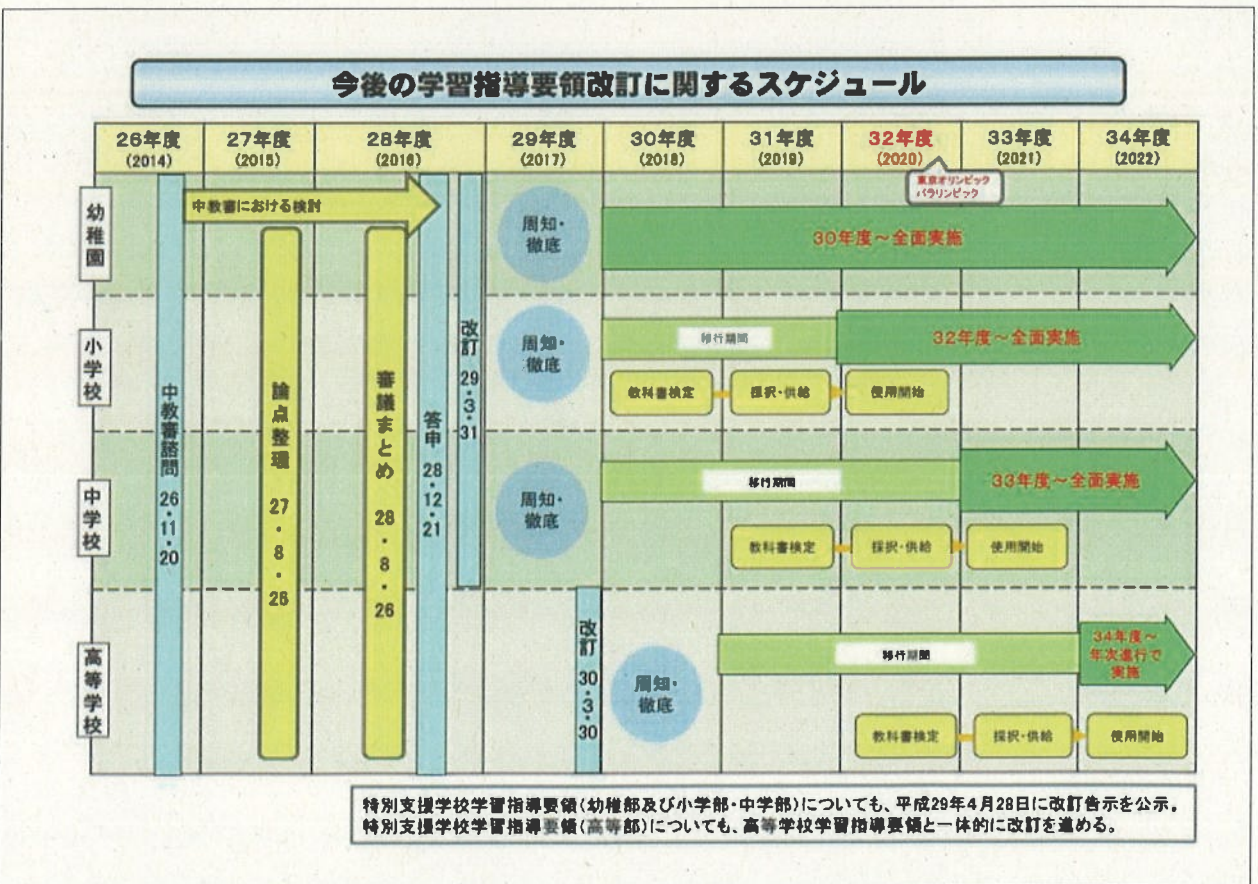 今後の学習指導要領改訂に関するスケジュール
26年度
(2014)
27年度
(2015)
28年度
(2016)
29年度
(2017)
30年度
(2018)
31年度
(2019)
32年度
(2020)
33年度
(2021)
34年度
(2022)
東京オリンピック
パラリンピック
幼稚園
中教審における検討
周知・
徹底
30年度～全面実施
小学校
周知・
徹底
移行期間
32年度～全面実施
教科書検定
採択・供給
使用開始
中教審諮問 26・11・20
論点整理 27・8・26
審議まとめ 28・8・26
答申 28・12・21
改訂 29・3・31
中学校
周知・
徹底
移行期間
33年度～全面実施
教科書検定
採択・供給
使用開始
高等学校
改訂 30・3・30
周知・
徹底
移行期間
34年度～
年次進行で
実施
教科書検定
採択・供給
使用開始
特別支援学校学習指導要領(幼稚部及び小学部・中学部)についても、平成29年4月28日に改訂告示を公示。
特別支援学校学習指導要領(高等部)についても、高等学校学習指導要領と一体的に改訂を進める。